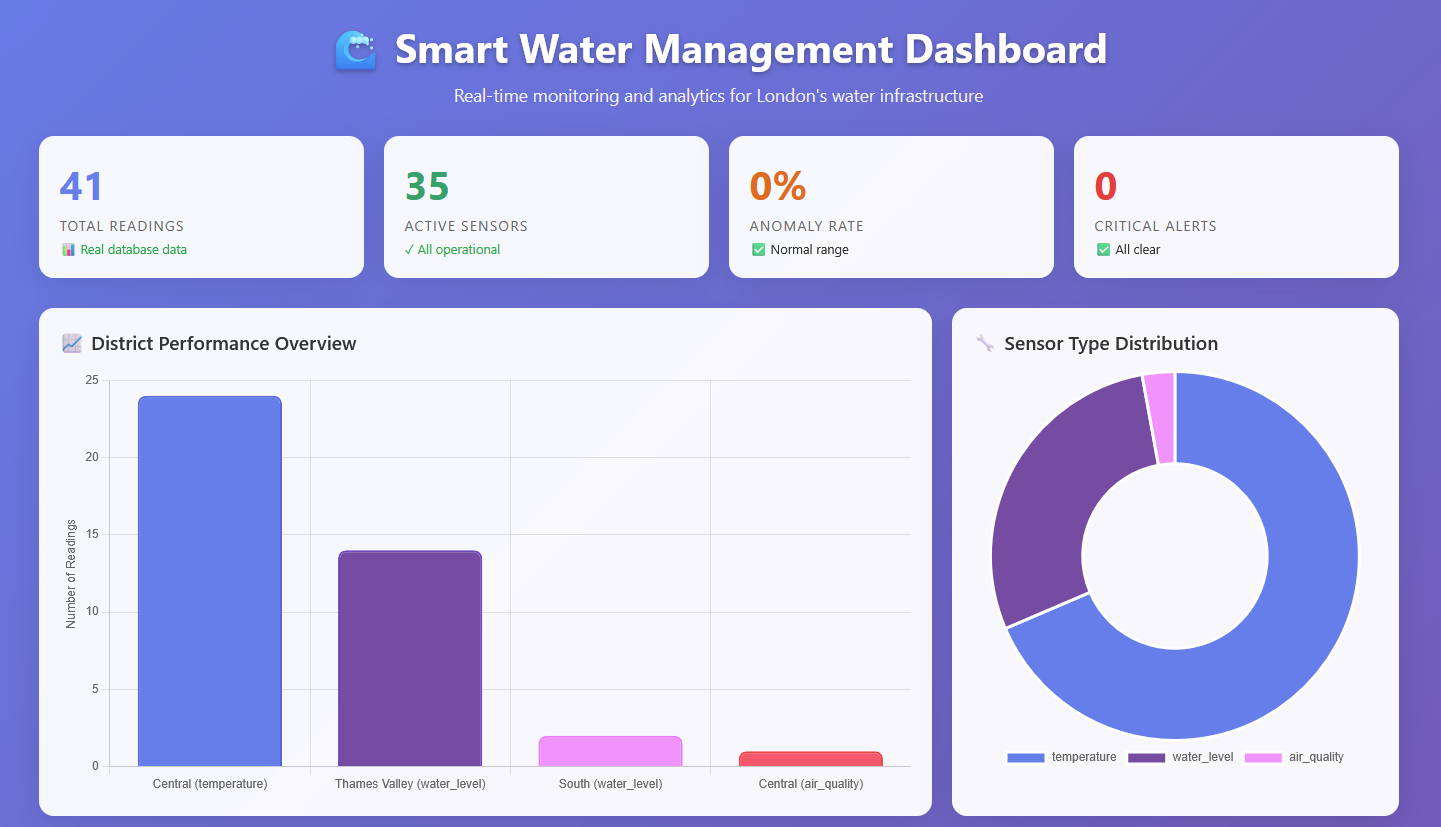 Smart Water Management Dashboard
Real-time monitoring and analytics for London's water infrastructure
41
TOTAL READINGS
Real database data
35
ACTIVE SENSORS
✓ All operational
0%
ANOMALY RATE
✅ Normal range
0
CRITICAL ALERTS
✅ All clear
District Performance Overview
25
20
15
10
5
0
Number of Readings
Central (temperature)
Thames Valley (water_level)
South (water_level)
Central (air_quality)
Sensor Type Distribution
temperature
water_level
air_quality